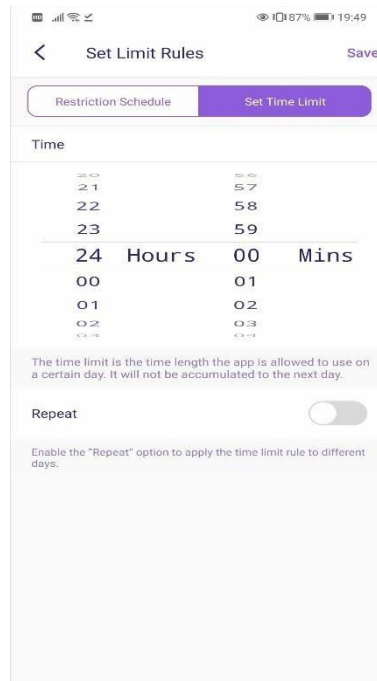 HD 87% 19:49
Set Limit Rules Save
Restriction Schedule Set Time Limit
Time
20 56
21 57
22 58
23 59
24 Hours 00 Mins
00 01
01 02
02 03
The time limit is the time length the app is allowed to use on
a certain day. It will not be accumulated to the next day.
Repeat
Enable the "Repeat" option to apply the time limit rule to different
days.